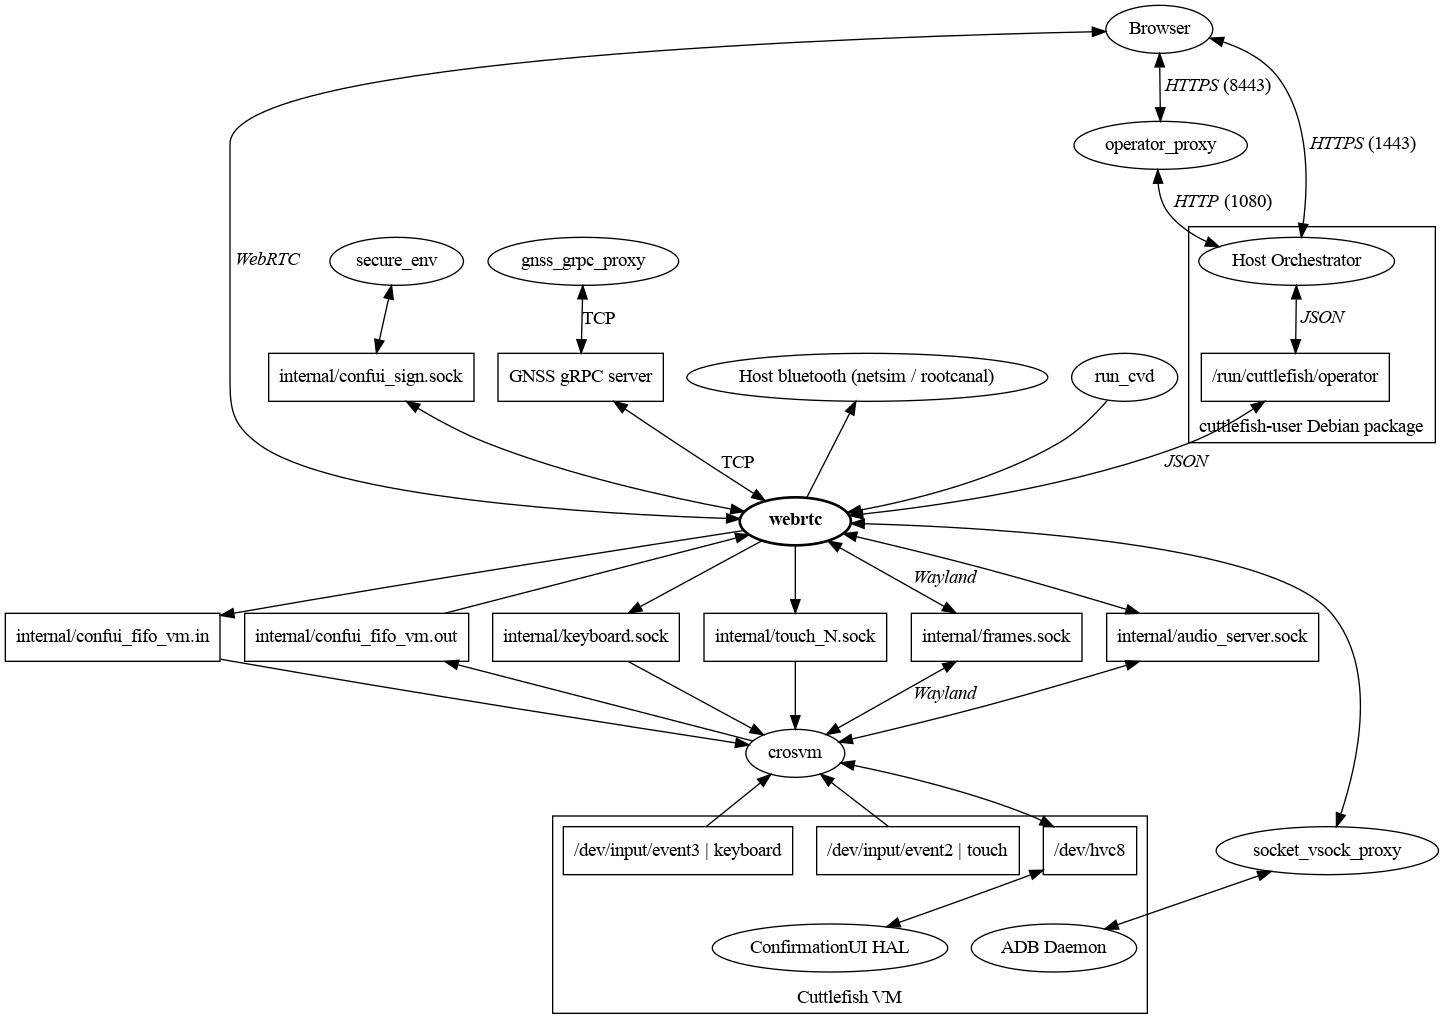 Browser
HTTPS (8443)
operator_proxy
HTTPS (1443)
HTTP (1080)
WebRTC
secure_env
gnss_grpc_proxy
Host Orchestrator
TCP
JSON
internal/confui_sign.sock
GNSS gRPC server
Host bluetooth (netsim / rootcanal)
run_cvd
/run/cuttlefish/operator
cuttlefish-user Debian package
TCP
JSON
webrtc
Wayland
internal/confui_fifo_vm.in
internal/confui_fifo_vm.out
internal/keyboard.sock
internal/touch_N.sock
internal/frames.sock
internal/audio_server.sock
Wayland
crosvm
/dev/input/event3 | keyboard
/dev/input/event2 | touch
/dev/hvc8
socket_vsock_proxy
ConfirmationUI HAL
ADB Daemon
Cuttlefish VM